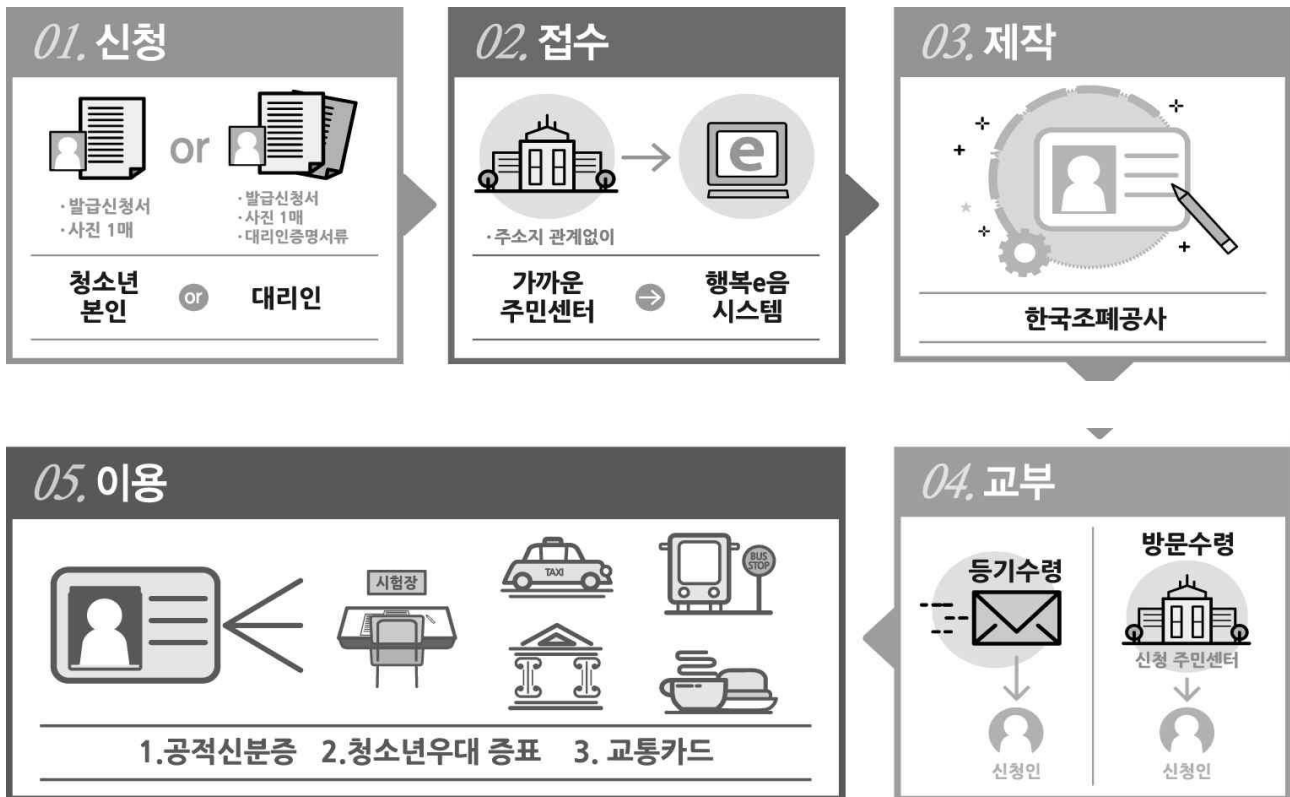 01. 신청
or
·발급신청서
·사진 1매
·발급신청서
·사진 1매
·대리인증명서류
청소년
본인
or
대리인
02. 접수
e
·주소지 관계없이
가까운
주민센터
행복e음
시스템
03. 제작
한국조폐공사
04. 교부
등기수령
신청인
방문수령
신청 주민센터
신청인
05. 이용
시험장
TAXI
BUS
STOP
1.공적신분증 2.청소년우대 증표 3. 교통카드